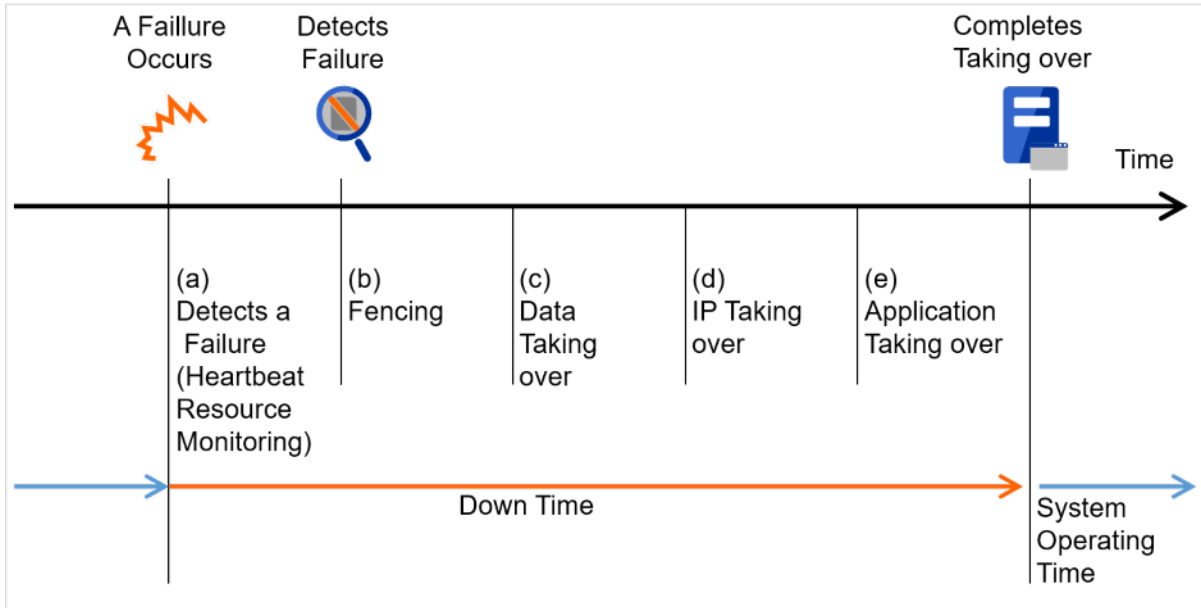 A Faillure
Occurs
Detects
Failure
Completes
Taking over
Time
(a)
Detects a
Failure
(Heartbeat
Resource
Monitoring)
(b)
Fencing
(c)
Data
Taking
over
(d)
IP Taking
over
(e)
Application
Taking over
Down Time
System
Operating
Time